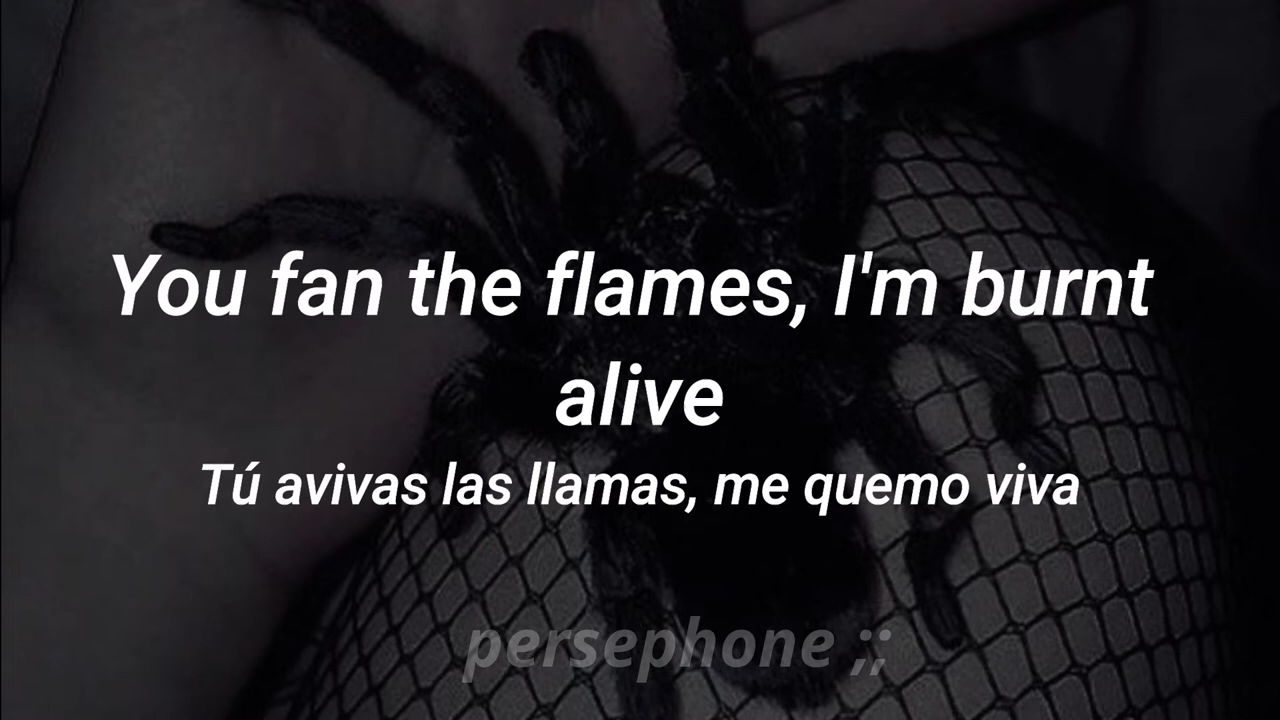 You fan the flames, I'm burnt
alive
Tú avivas las llamas, me quemo viva
persephone ;;